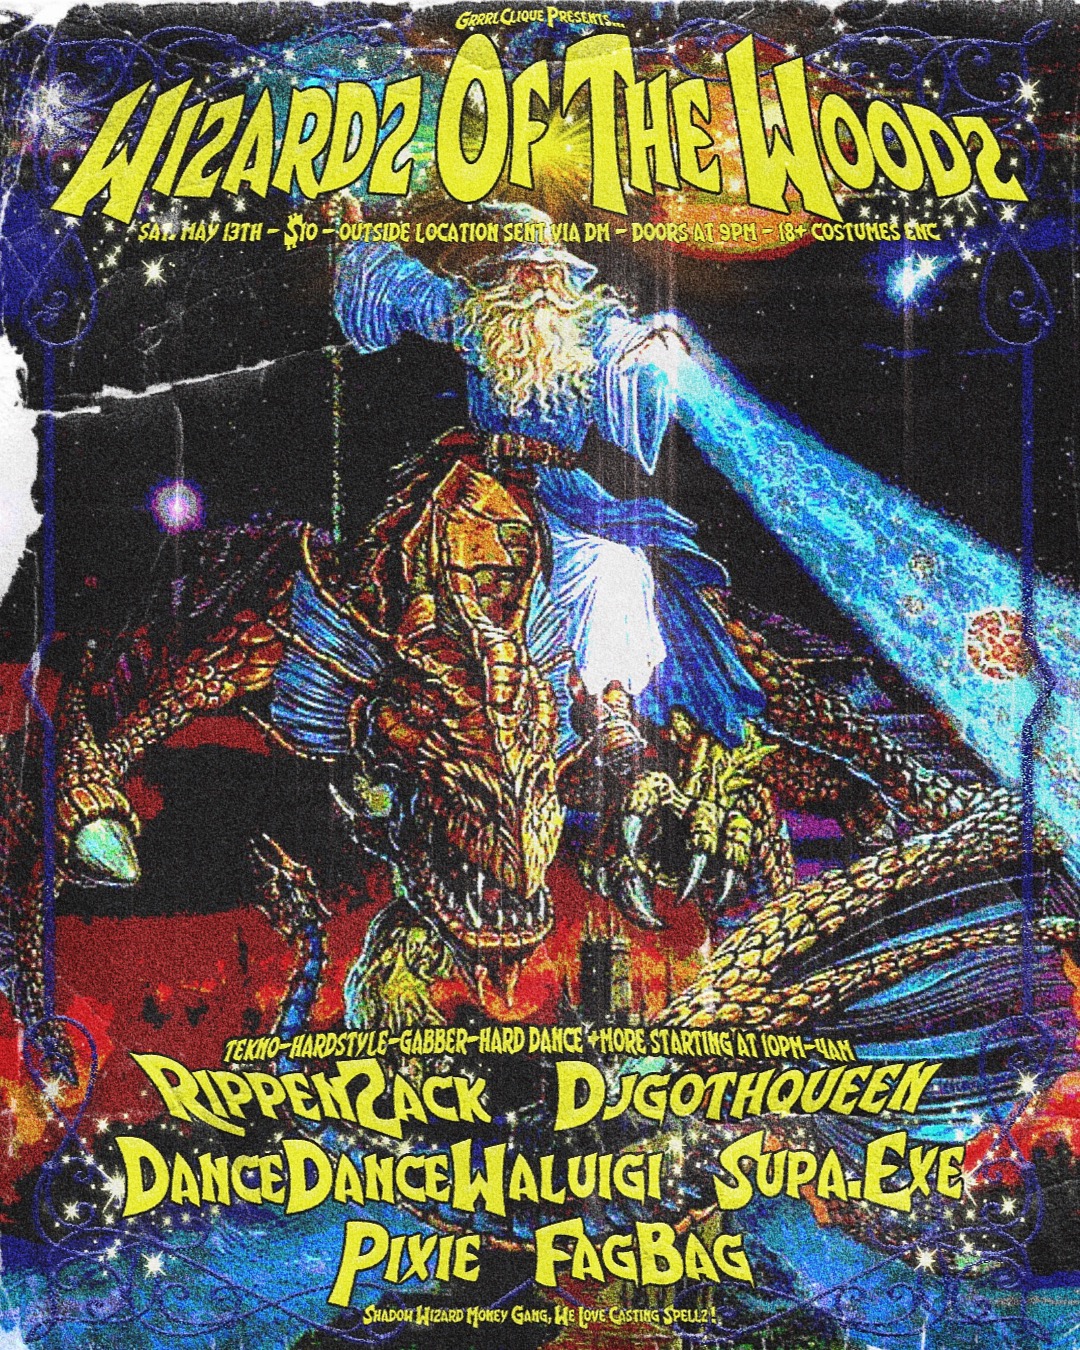 GRRRLCLIQUE PRESENTS...
WIZARDZ OF THE WOODZ
SAT. MAY 13TH - $10 - OUTSIDE LOCATION SENT VIA DM - DOORS AT 9PM - 18+ COSTUMES ENC
TEKNO-HARDSTYLE-GABBER-HARD DANCE +MORE STARTING AT 10PM-4AM
RIPPENZACK DJGOTHQUEEN
DANCEDANCEWALUIGI SUPA.EXE
PIXIE FAGBAG
SHADOW WIZARD MONEY GANG, WE LOVE CASTING SPELLZ!